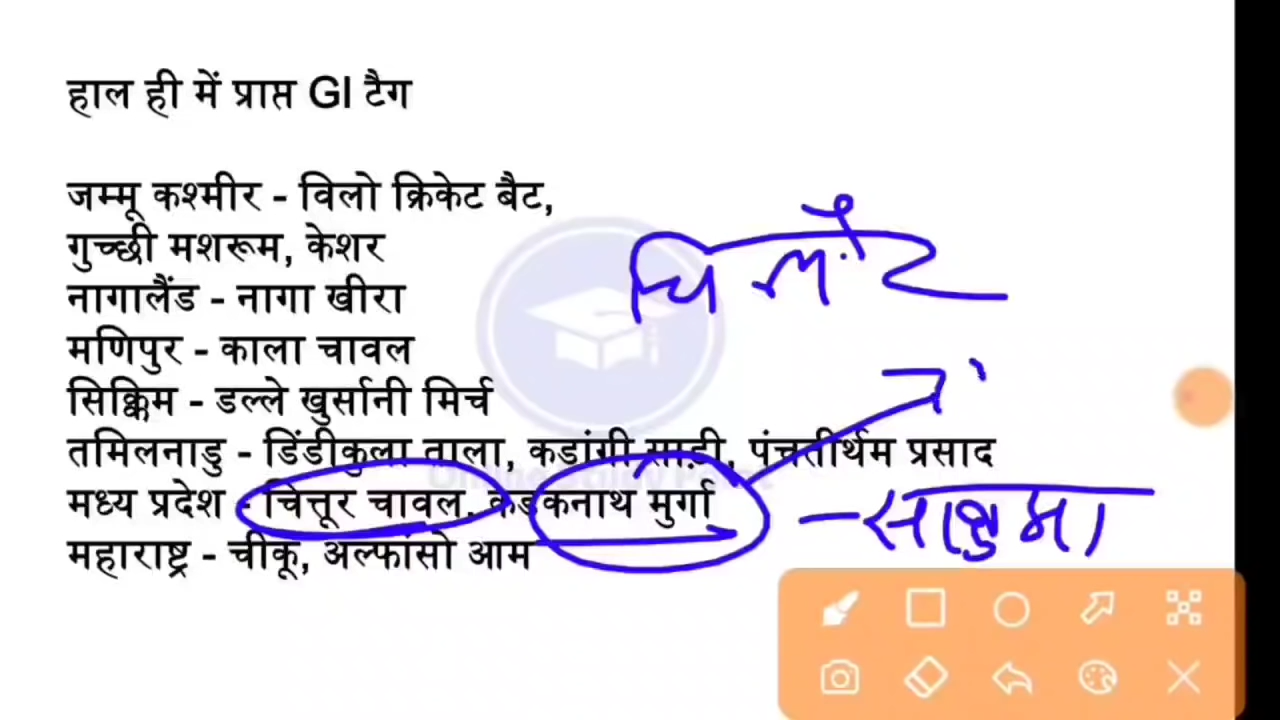 हाल ही में प्राप्त GI टैग
जम्मू कश्मीर - विलो क्रिकेट बैट,
गुच्छी मशरूम, केशर
नागालैंड - नागा खीरा
मणिपुर - काला चावल
सिक्किम - डल्ले खुर्सानी मिर्च
तमिलनाडु - डिंडीकुला ताला, कडांगी साड़ी, पंचतीर्थम प्रसाद
मध्य प्रदेश - चित्तूर चावल, कड़कनाथ मुर्गा
महाराष्ट्र - चीकू, अल्फांसो आम